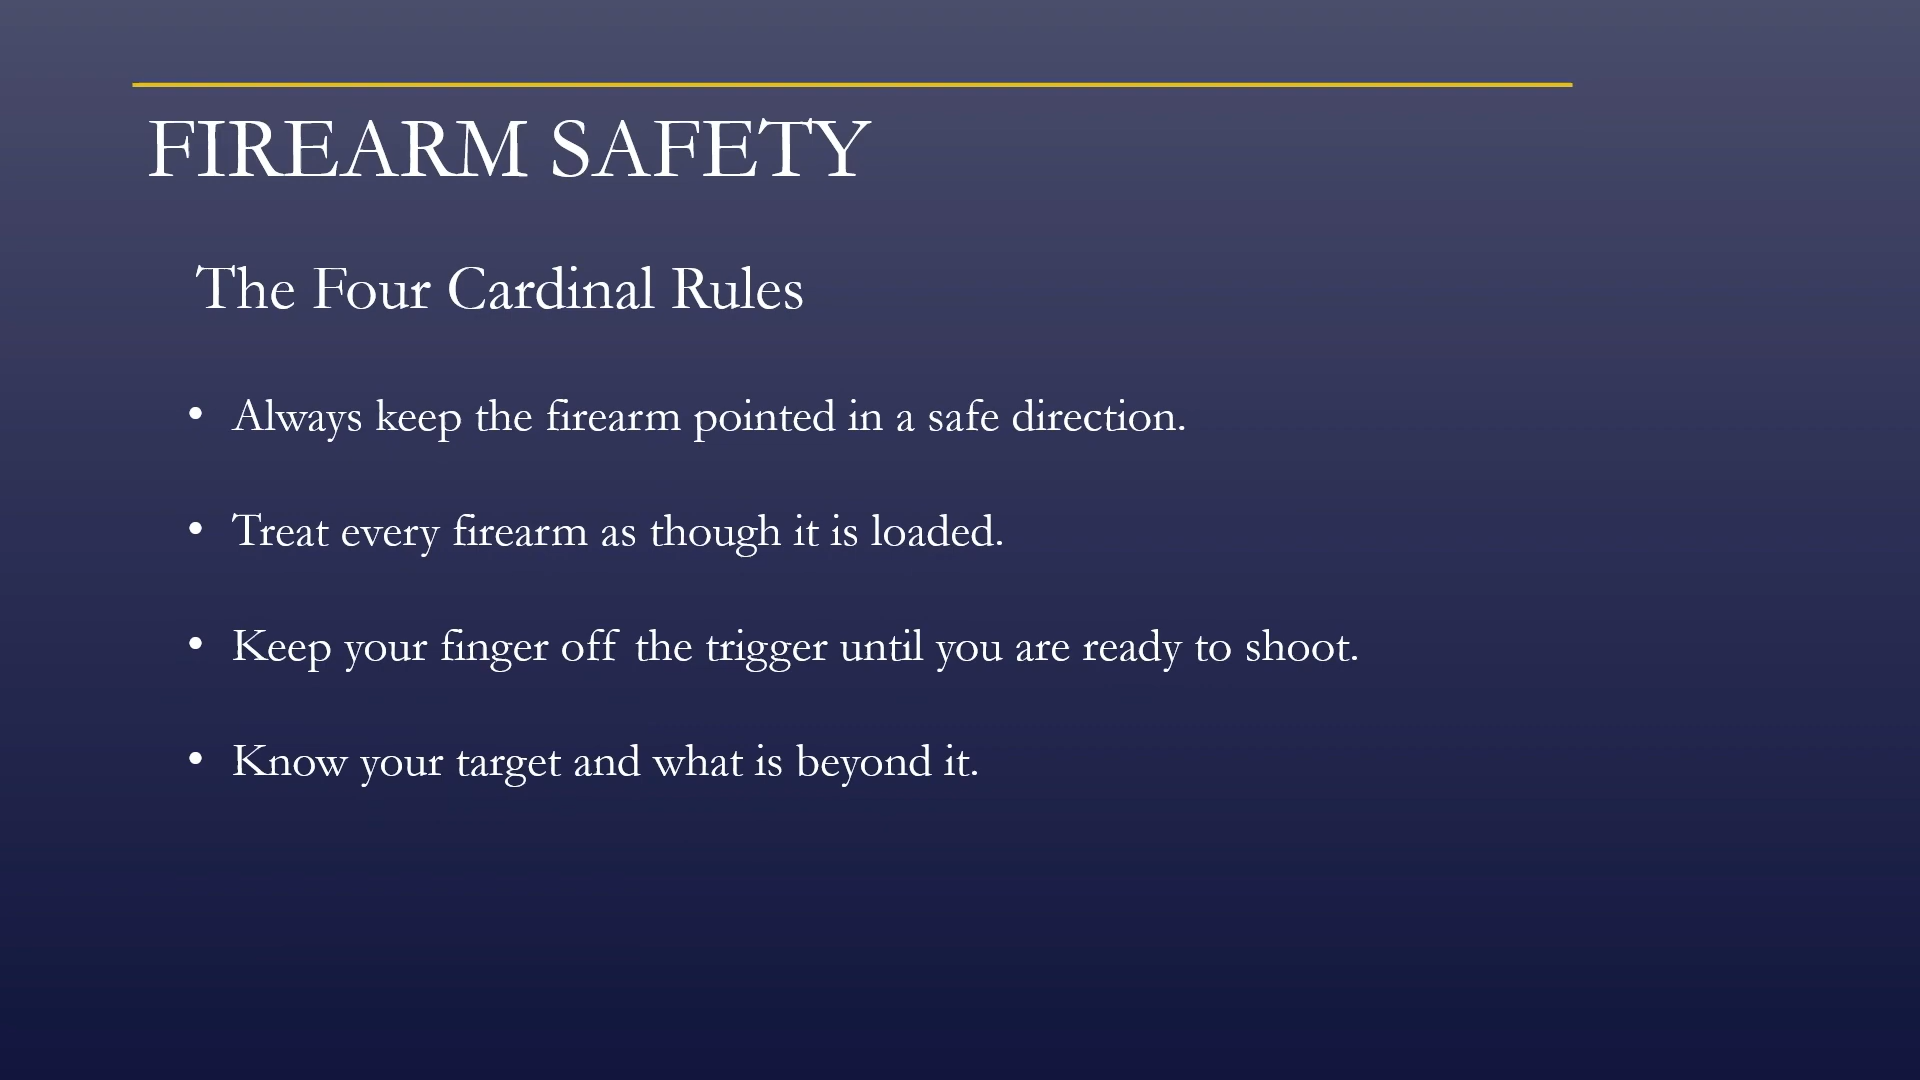 FIREARM SAFETY
The Four Cardinal Rules
• Always keep the firearm pointed in a safe direction.
• Treat every firearm as though it is loaded.
• Keep your finger off the trigger until you are ready to shoot.
• Know your target and what is beyond it.